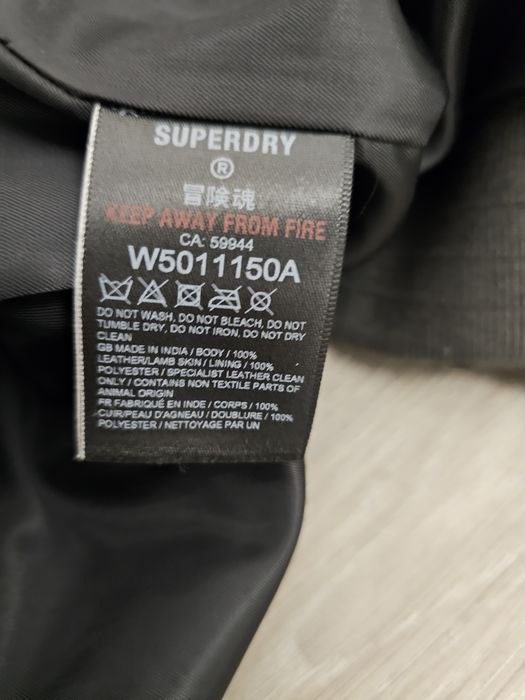 SUPERDRY
®
冒険魂
KEEP AWAY FROM FIRE
CA: 59944
W5011150A
DO NOT WASH, DO NOT BLEACH, DO NOT
TUMBLE DRY, DO NOT IRON, DO NOT DRY
CLEAN
GB MADE IN INDIA / BODY / 100%
LEATHER/LAMB SKIN / LINING / 100%
POLYESTER / SPECIALIST LEATHER CLEAN
ONLY / CONTAINS NON TEXTILE PARTS OF
ANIMAL ORIGIN
FR FABRIQUÉ EN INDE / CORPS / 100%
CUIR/PEAU D'AGNEAU / DOUBLURE / 100%
POLYESTER / NETTOYAGE PAR UN